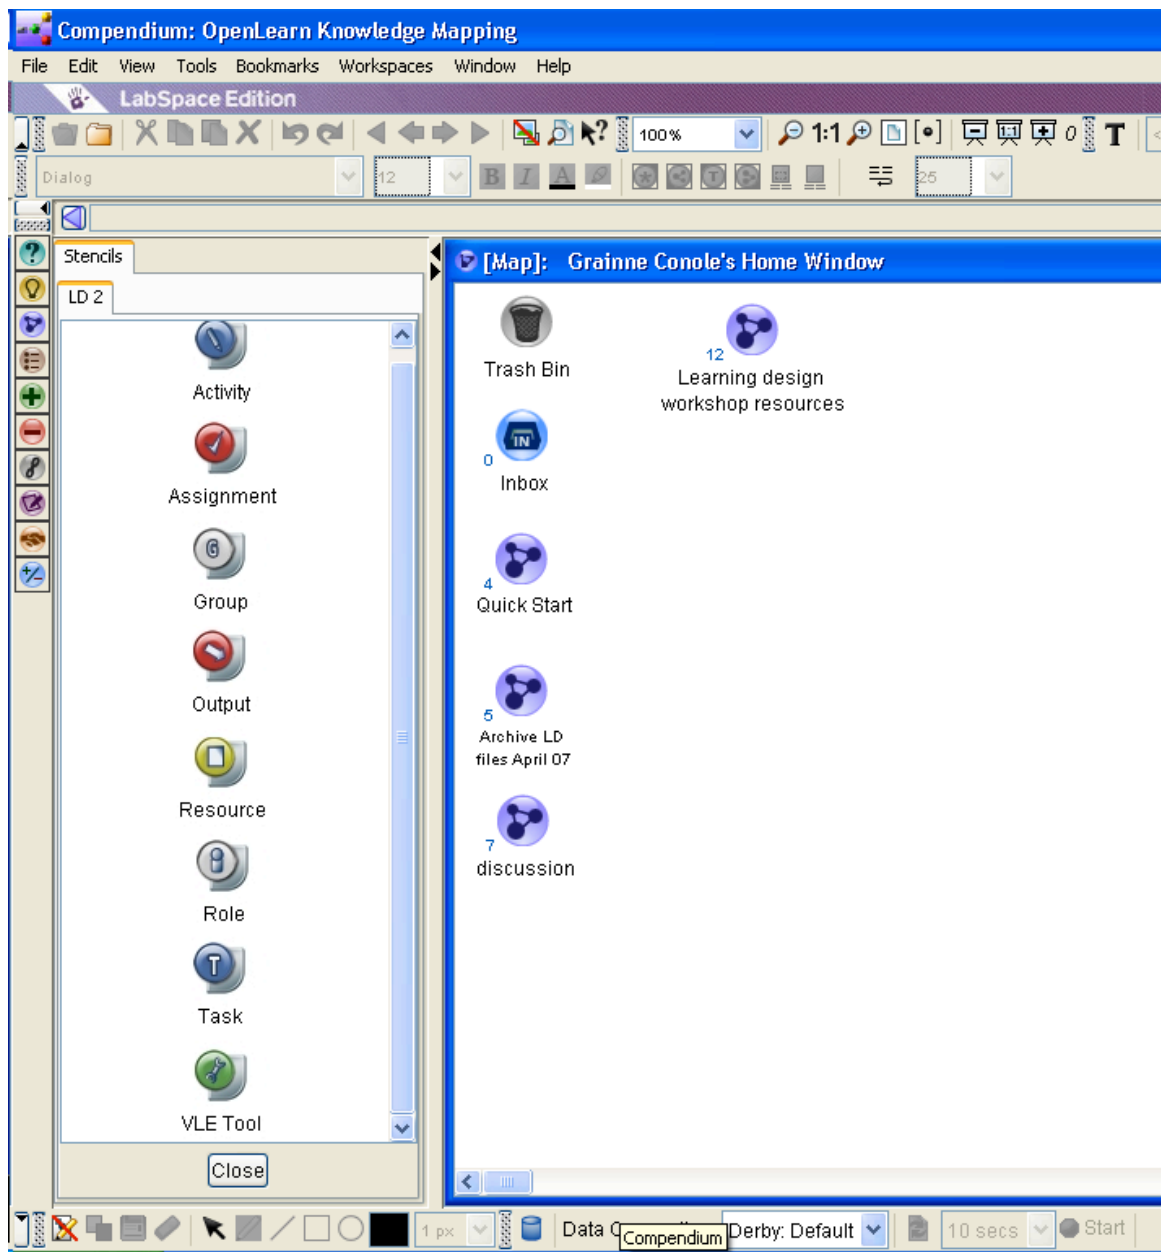 Compendium: OpenLearn Knowledge Mapping
File Edit View Tools Bookmarks Workspaces Window Help
LabSpace Edition
100% 1:1 [•] 1:1 0 T
Dialog 12 B I A T 25
Stencils
LD 2
Activity
Assignment
G
Group
Output
Resource
Role
T
Task
VLE Tool
Close
[Map]: Grainne Conole's Home Window
Trash Bin
12
Learning design
workshop resources
IN
0
Inbox
4
Quick Start
5
Archive LD
files April 07
7
discussion
1 px Data Derby: Default 10 secs Start
Compendium